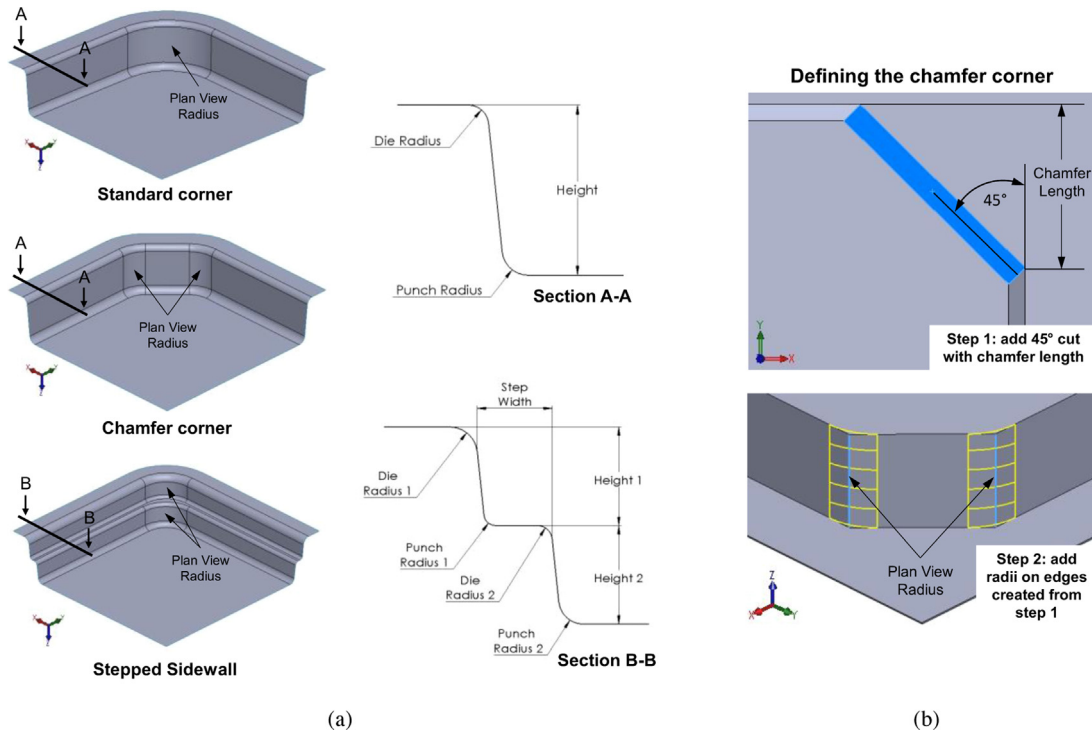 A
A
Plan View
Radius
Standard corner
A
A
Plan View
Radius
Chamfer corner
B
B
Plan View
Radius
Stepped Sidewall
Die Radius
Height
Punch Radius
Section A-A
Step
Width
Die
Radius 1
Height 1
Punch
Radius 1
Die
Radius 2
Height 2
Punch
Radius 2
Section B-B
(a)
Defining the chamfer corner
Chamfer
Length
45°
Y
X
Step 1: add 45° cut
with chamfer length
Plan View
Radius
Z
X
Y
Step 2: add
radii on edges
created from
step 1
(b)